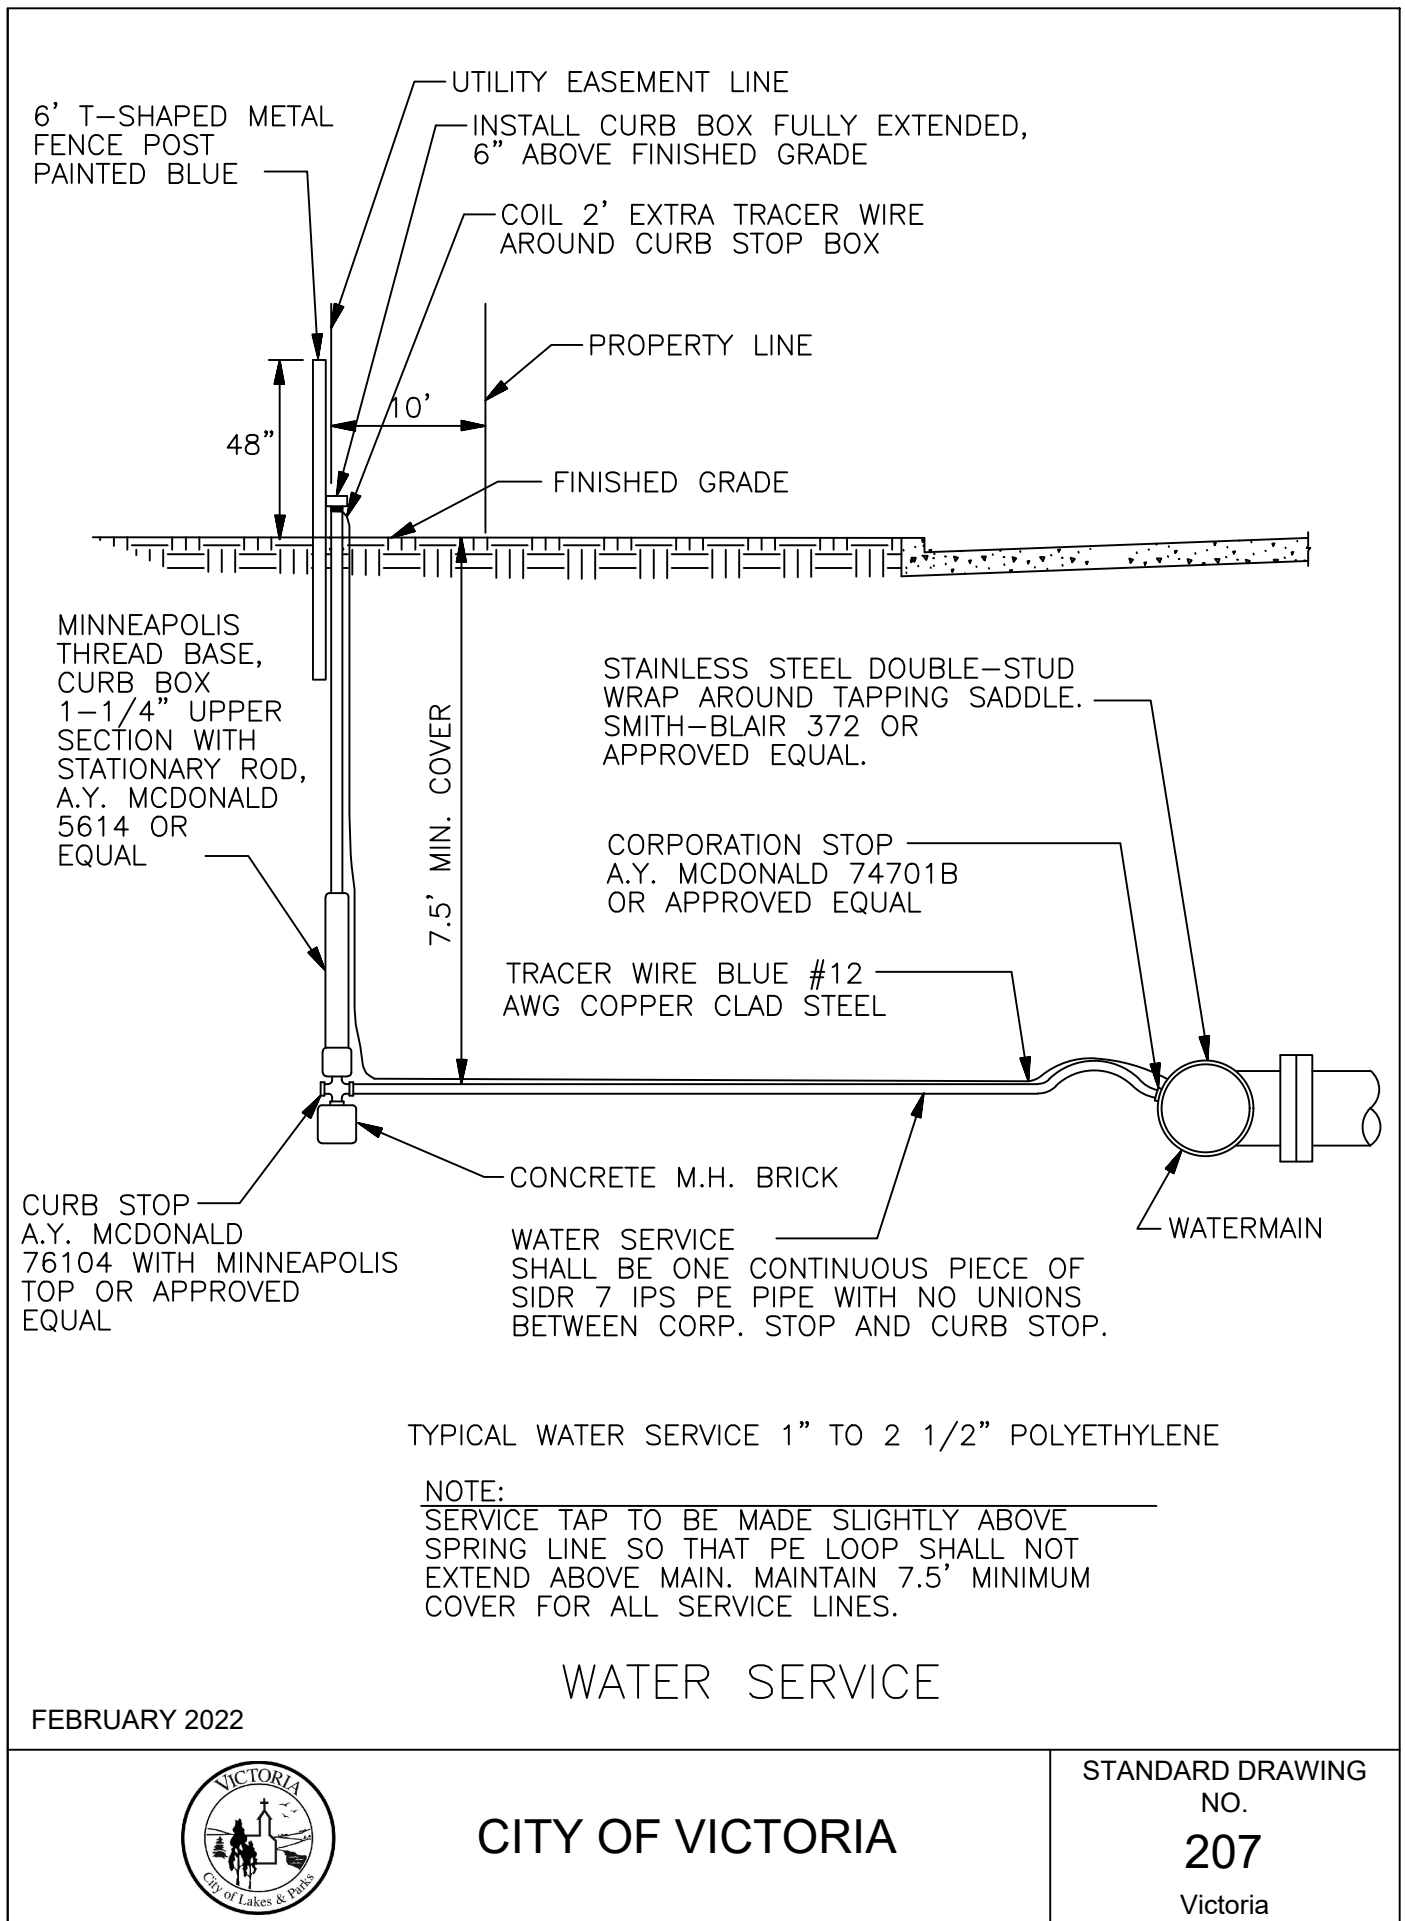 UTILITY EASEMENT LINE
6' T-SHAPED METAL
FENCE POST
PAINTED BLUE
INSTALL CURB BOX FULLY EXTENDED,
6" ABOVE FINISHED GRADE
COIL 2' EXTRA TRACER WIRE
AROUND CURB STOP BOX
PROPERTY LINE
10'
48"
FINISHED GRADE
MINNEAPOLIS
THREAD BASE,
CURB BOX
1-1/4" UPPER
SECTION WITH
STATIONARY ROD,
A.Y. MCDONALD
5614 OR
EQUAL
7.5' MIN. COVER
STAINLESS STEEL DOUBLE-STUD
WRAP AROUND TAPPING SADDLE.
SMITH-BLAIR 372 OR
APPROVED EQUAL.
CORPORATION STOP
A.Y. MCDONALD 74701B
OR APPROVED EQUAL
TRACER WIRE BLUE #12
AWG COPPER CLAD STEEL
CONCRETE M.H. BRICK
CURB STOP
A.Y. MCDONALD
76104 WITH MINNEAPOLIS
TOP OR APPROVED
EQUAL
WATERMAIN
WATER SERVICE
SHALL BE ONE CONTINUOUS PIECE OF
SIDR 7 IPS PE PIPE WITH NO UNIONS
BETWEEN CORP. STOP AND CURB STOP.
TYPICAL WATER SERVICE 1" TO 2 1/2" POLYETHYLENE
NOTE:
SERVICE TAP TO BE MADE SLIGHTLY ABOVE
SPRING LINE SO THAT PE LOOP SHALL NOT
EXTEND ABOVE MAIN. MAINTAIN 7.5' MINIMUM
COVER FOR ALL SERVICE LINES.
WATER SERVICE
FEBRUARY 2022
VICTORIA
City of Lakes & Parks
CITY OF VICTORIA
STANDARD DRAWING
NO.
207
Victoria